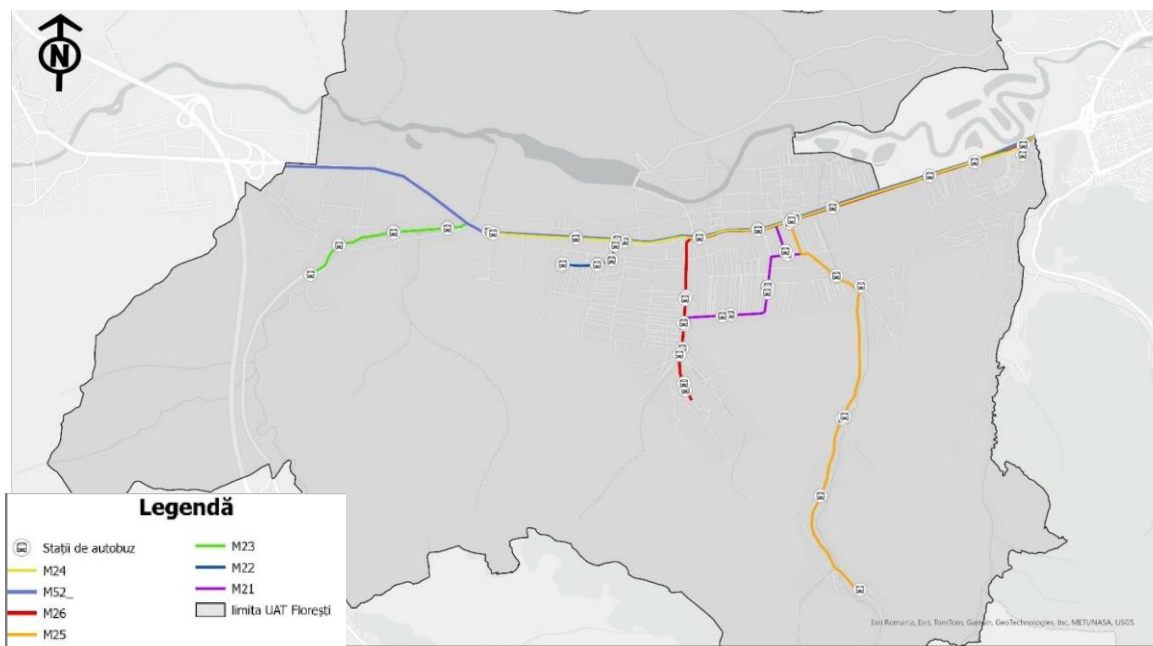 N
Legendă
Stații de autobuz
M24
M52_
M26
M25
M23
M22
M21
limita UAT Florești
Esri Romania, Esri, TomTom, Garmin, GeoTechnologies, Inc, METI/NASA, USGS